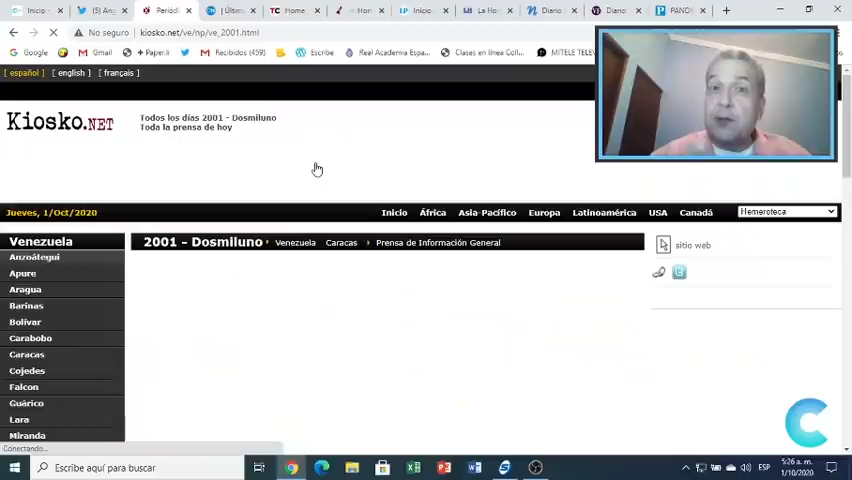 Inicio -
(5) An
Periódi
| Últim
Home
Hom
Inicio
La Ho
Diario
Diario
PANO
No seguro | kiosko.net/ve/np/ve_2001.html
Google
Gmail
+ Paper.li
Recibidos (459)
Escribe
Real Academia Espa...
Clases en línea Coll...
MITELE TELEV
[ español ] [ english ] [ français ]
Kiosko.NET
Todos los días 2001 - Dosmiluno
Toda la prensa de hoy
Jueves, 1/Oct/2020
Inicio África Asia-Pacífico Europa Latinoamérica USA Canadá
Hemeroteca
Venezuela
2001 - Dosmiluno Venezuela Caracas Prensa de Información General
sitio web
Anzoátegui
Apure
Aragua
Barinas
Bolívar
Carabobo
Caracas
Cojedes
Falcon
Guárico
Lara
Miranda
Conectando...
Escribe aquí para buscar
ESP
5:26 a. m.
1/10/2020